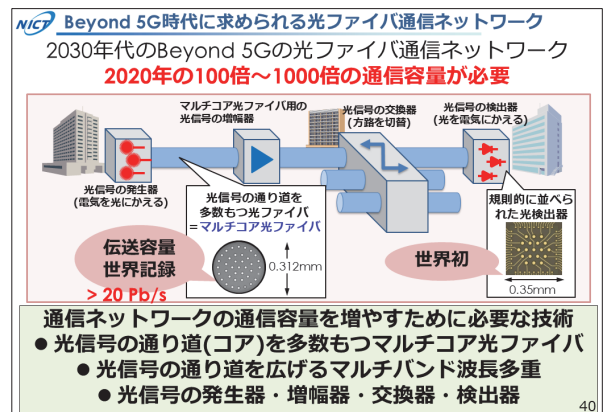 NICT Beyond 5G時代に求められる光ファイバ通信ネットワーク
2030年代のBeyond 5Gの光ファイバ通信ネットワーク
2020年の100倍～1000倍の通信容量が必要
マルチコア光ファイバ用の
光信号の増幅器
光信号の交換器
(方路を切替)
光信号の検出器
(光を電気にかえる)
光信号の発生器
(電気を光にかえる)
光信号の通り道を
多数もつ光ファイバ
=マルチコア光ファイバ
規則的に並べら
れた光検出器
伝送容量
世界記録
> 20 Pb/s
0.312mm
世界初
0.35mm
通信ネットワークの通信容量を増やすために必要な技術
● 光信号の通り道(コア)を多数もつマルチコア光ファイバ
● 光信号の通り道を広げるマルチバンド波長多重
● 光信号の発生器・増幅器・交換器・検出器
40